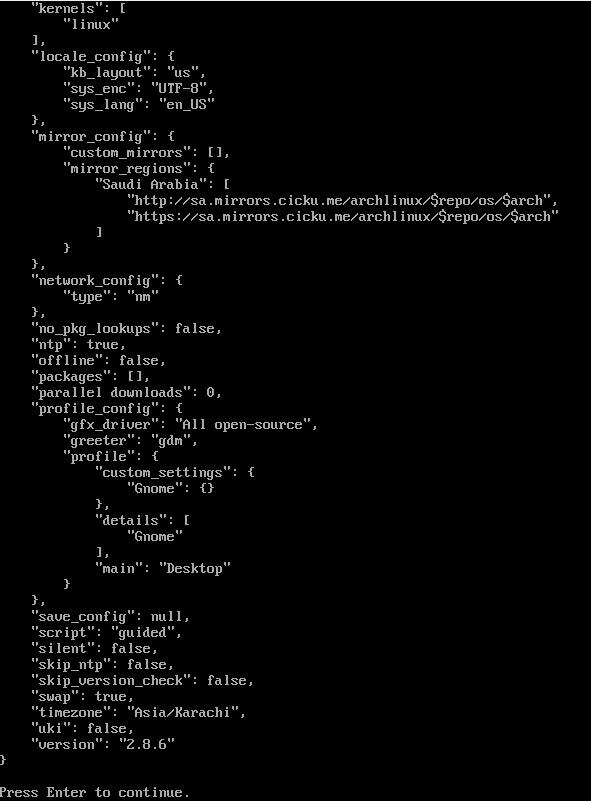 "kernels": [
        "linux"
    ],
    "locale_config": {
        "kb_layout": "us",
        "sys_enc": "UTF-8",
        "sys_lang": "en_US"
    },
    "mirror_config": {
        "custom_mirrors": [],
        "mirror_regions": {
            "Saudi Arabia": [
                "http://sa.mirrors.cicku.me/archlinux/$repo/os/$arch",
                "https://sa.mirrors.cicku.me/archlinux/$repo/os/$arch"
            ]
        }
    },
    "network_config": {
        "type": "nm"
    },
    "no_pkg_lookups": false,
    "ntp": true,
    "offline": false,
    "packages": [],
    "parallel downloads": 0,
    "profile_config": {
        "gfx_driver": "All open-source",
        "greeter": "gdm",
        "profile": {
            "custom_settings": {
                "Gnome": {}
            },
            "details": [
                "Gnome"
            ],
            "main": "Desktop"
        }
    },
    "save_config": null,
    "script": "guided",
    "silent": false,
    "skip_ntp": false,
    "skip_version_check": false,
    "swap": true,
    "timezone": "Asia/Karachi",
    "uki": false,
    "version": "2.8.6"
}
Press Enter to continue.